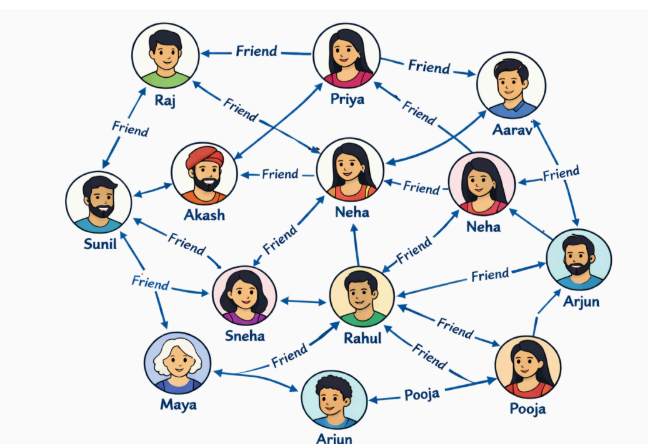 Friend
Friend
Raj
Priya
Friend
Friend
Aarav
Friend
Friend
Friend
Friend
Akash
Neha
Neha
Sunil
Friend
Friend
Friend
Friend
Friend
Arjun
Sneha
Rahul
Friend
Friend
Friend
Maya
Pooja
Pooja
Arjun